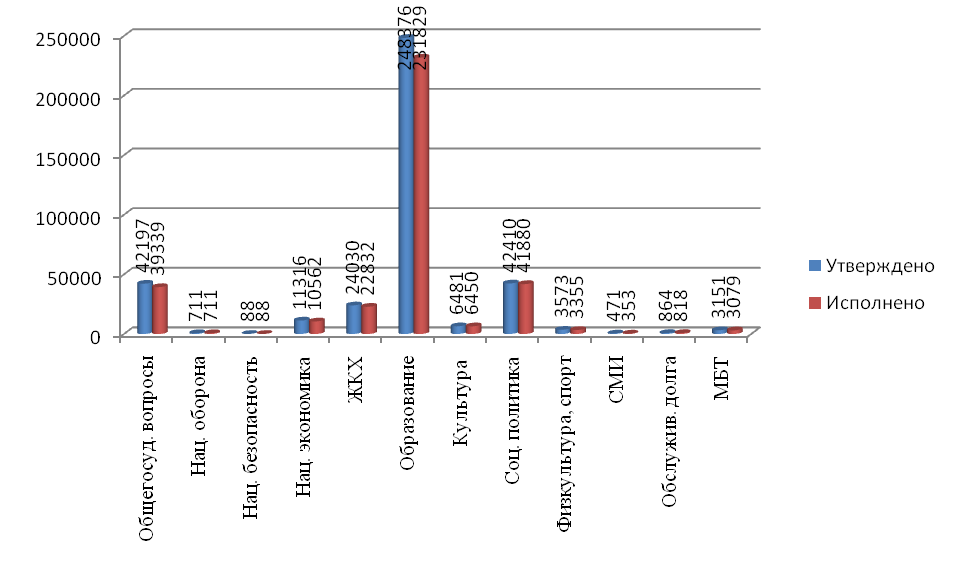 250000
200000
150000
100000
50000
0
42197
39339
711
711
88
88
11316
10562
24030
22832
248376
231829
6481
6450
42410
41880
3573
3355
471
353
864
818
3151
3079
Общегосуд. вопросы
Нац. оборона
Нац. безопасность
Нац. экономика
ЖКХ
Образование
Культура
Соц. политика
Физкультура, спорт
СМИ
Обслужив. долга
МБТ
Утверждено
Исполнено